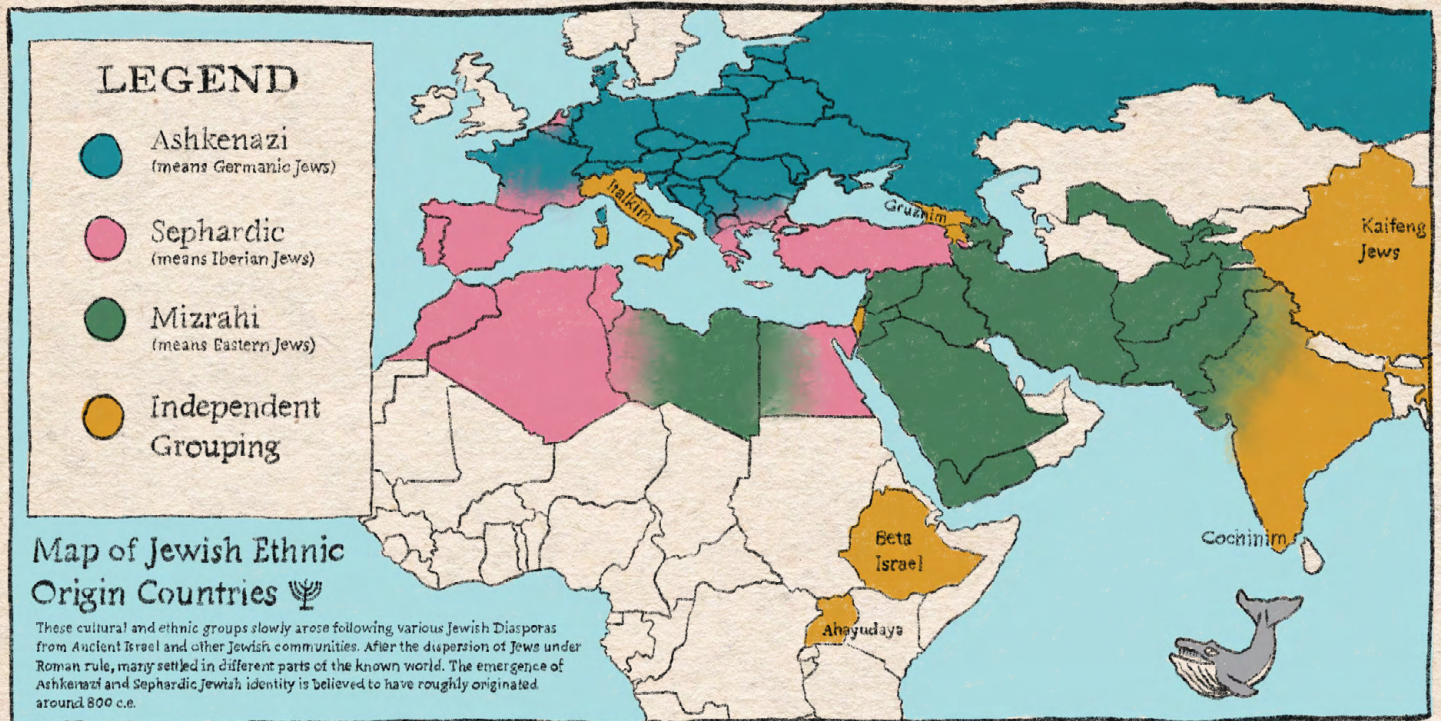 LEGEND
Ashkenazi
(means Germanic Jews)
Sephardic
(means Iberian Jews)
Mizrahi
(means Eastern Jews)
Independent
Grouping
Map of Jewish Ethnic
Origin Countries
These cultural and ethnic groups slowly arose following various Jewish Diasporas
from Ancient Israel and other Jewish communities. After the dispersion of Jews under
Roman rule, many settled in different parts of the known world. The emergence of
Ashkenazi and Sephardic Jewish identity is believed to have roughly originated
around 800 c.e.
Italkim
Gruznim
Kaifeng
Jews
Cochinim
Beta
Israel
Abayudaya